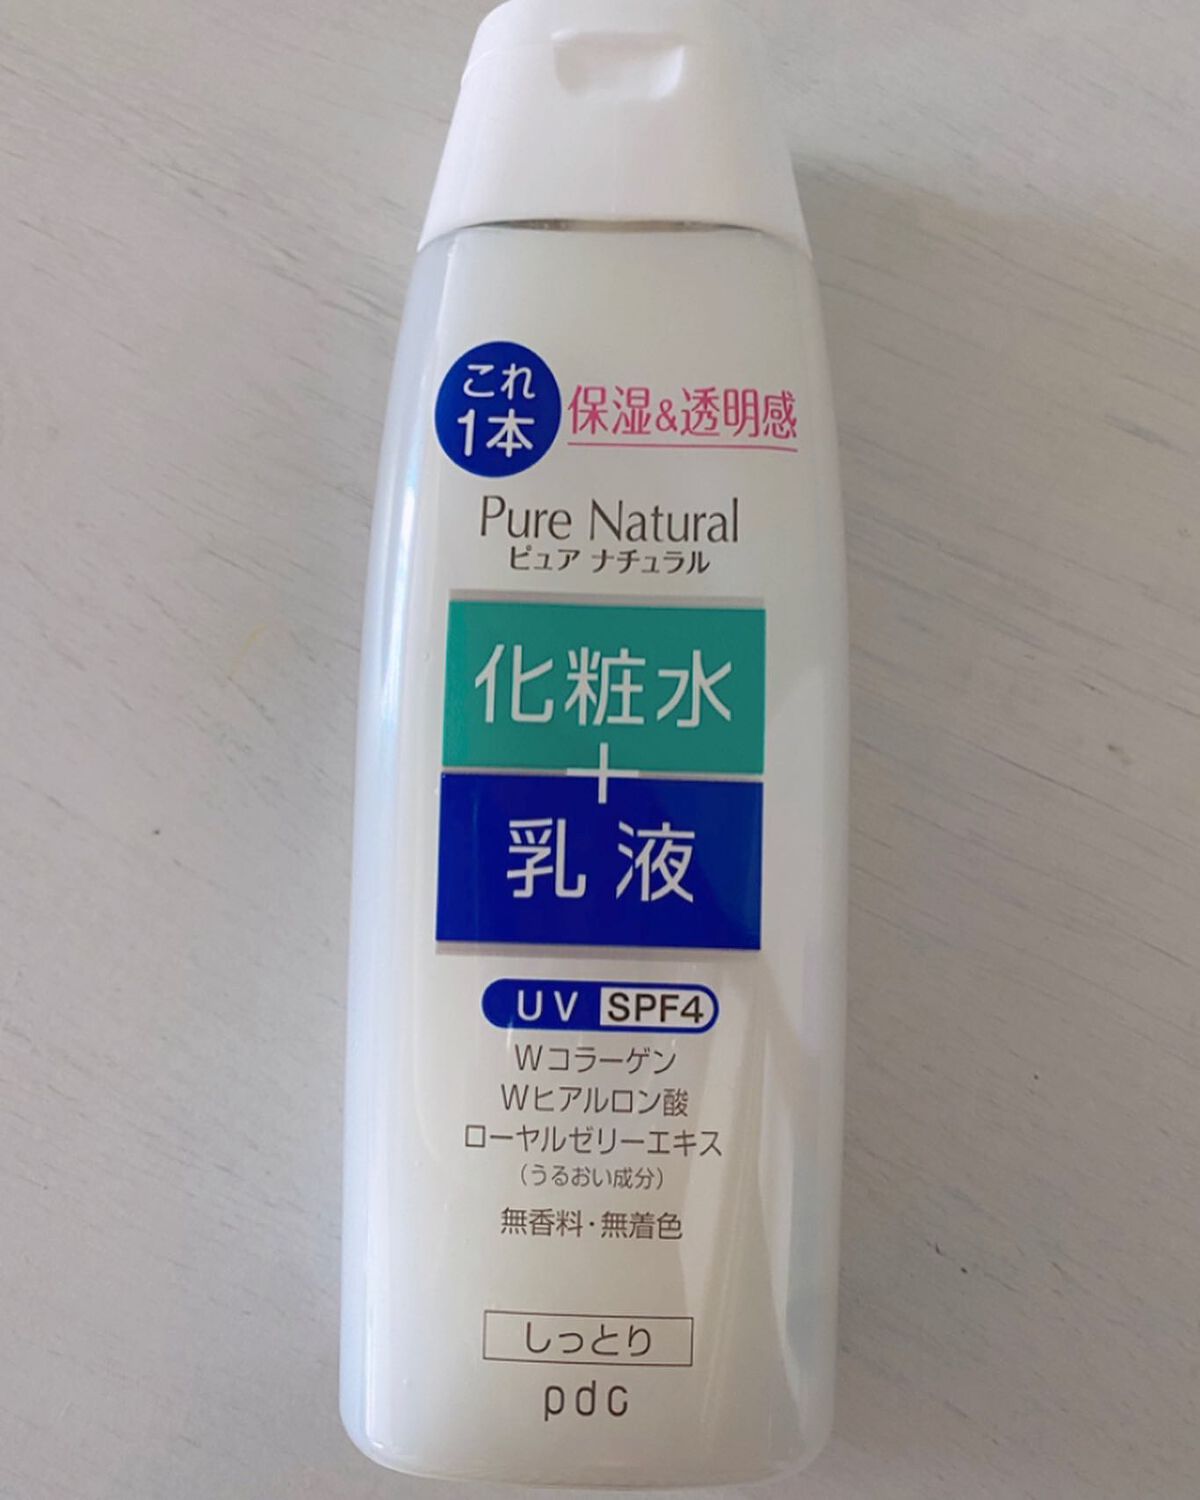 これ
1本
保湿&透明感
Pure Natural
ピュア ナチュラル
化粧水
+
乳液
UV SPF4
Wコラーゲン
Wヒアルロン酸
ローヤルゼリーエキス
(うるおい成分)
無香料・無着色
しっとり
pdc